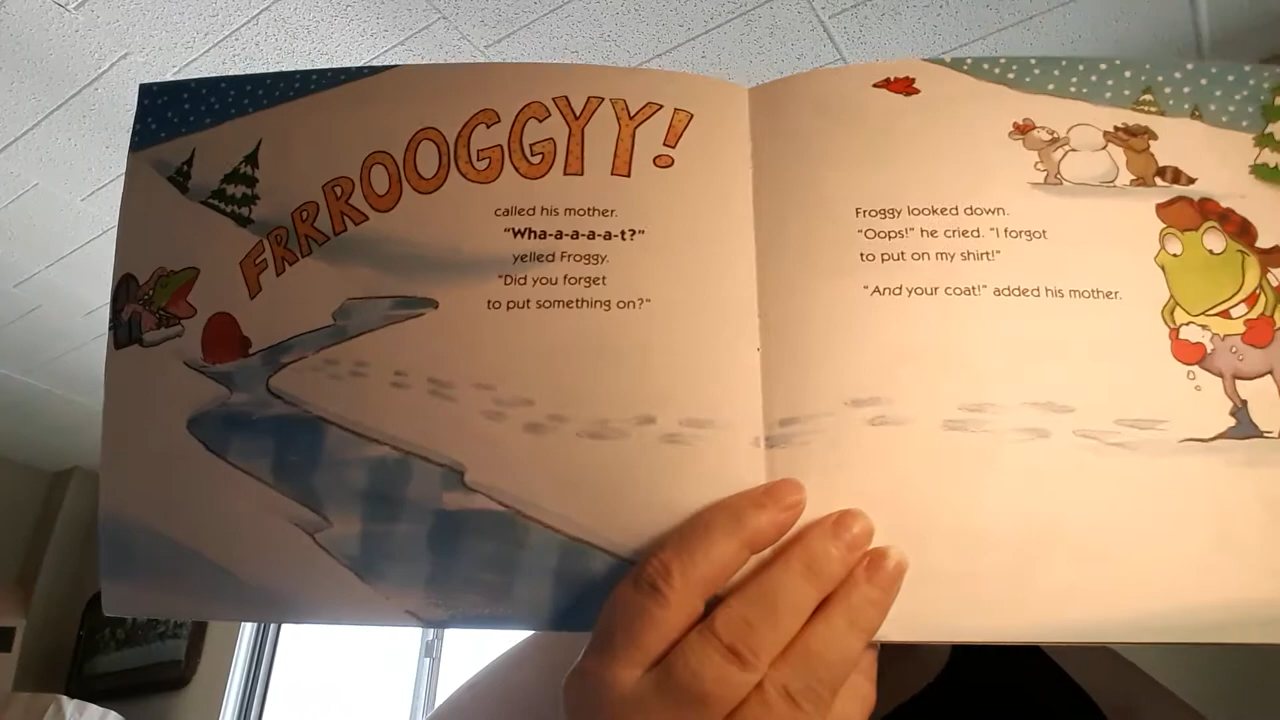 FRRROOGGYY!
called his mother.
"Wha-a-a-a-a-t?"
yelled Froggy.
"Did you forget
to put something on?"
Froggy looked down.
"Oops!" he cried. "I forgot
to put on my shirt!"
"And your coat!" added his mother.